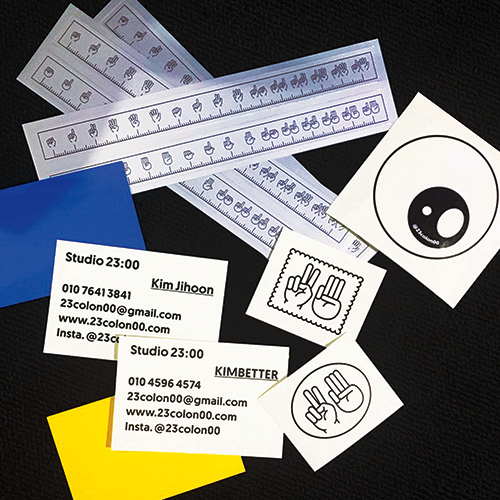 @23colon00
Studio 23:00
Kim Jihoon
010 7641 3841
23colon00@gmail.com
www.23colon00.com
Insta. @23colo
Studio 23:00
KIMBETTER
010 4596 4574
23colon00@gmail.com
www.23colon00.com
Insta. @23colon00